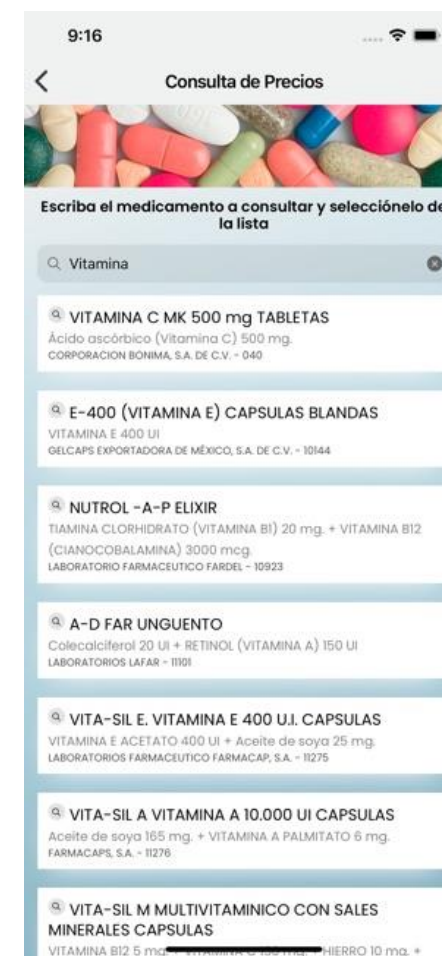 9:16
Consulta de Precios
Escriba el medicamento a consultar y selecciónelo de
la lista
Vitamina
VITAMINA C MK 500 mg TABLETAS
Ácido ascórbico (Vitamina C) 500 mg.
CORPORACION BONIMA, S.A. DE C.V. - 040
E-400 (VITAMINA E) CAPSULAS BLANDAS
VITAMINA E 400 UI
GELCAPS EXPORTADORA DE MÉXICO, S.A. DE C.V. - 10144
NUTROL -A-P ELIXIR
TIAMINA CLORHIDRATO (VITAMINA B1) 20 mg. + VITAMINA B12
(CIANOCOBALAMINA) 3000 mcg.
LABORATORIO FARMACEUTICO FARDEL - 10923
A-D FAR UNGUENTO
Colecalciferol 20 UI + RETINOL (VITAMINA A) 150 UI
LABORATORIOS LAFAR - 11101
VITA-SIL E. VITAMINA E 400 U.I. CAPSULAS
VITAMINA E ACETATO 400 UI + Aceite de soya 25 mg.
LABORATORIOS FARMACEUTICO FARMACAP, S.A. - 11275
VITA-SIL A VITAMINA A 10.000 UI CAPSULAS
Aceite de soya 165 mg. + VITAMINA A PALMITATO 6 mg.
FARMACAPS, S.A. - 11276
VITA-SIL M MULTIVITAMINICO CON SALES
MINERALES CAPSULAS
VITAMINA B12 5 mg. HIERRO 10 mg. +